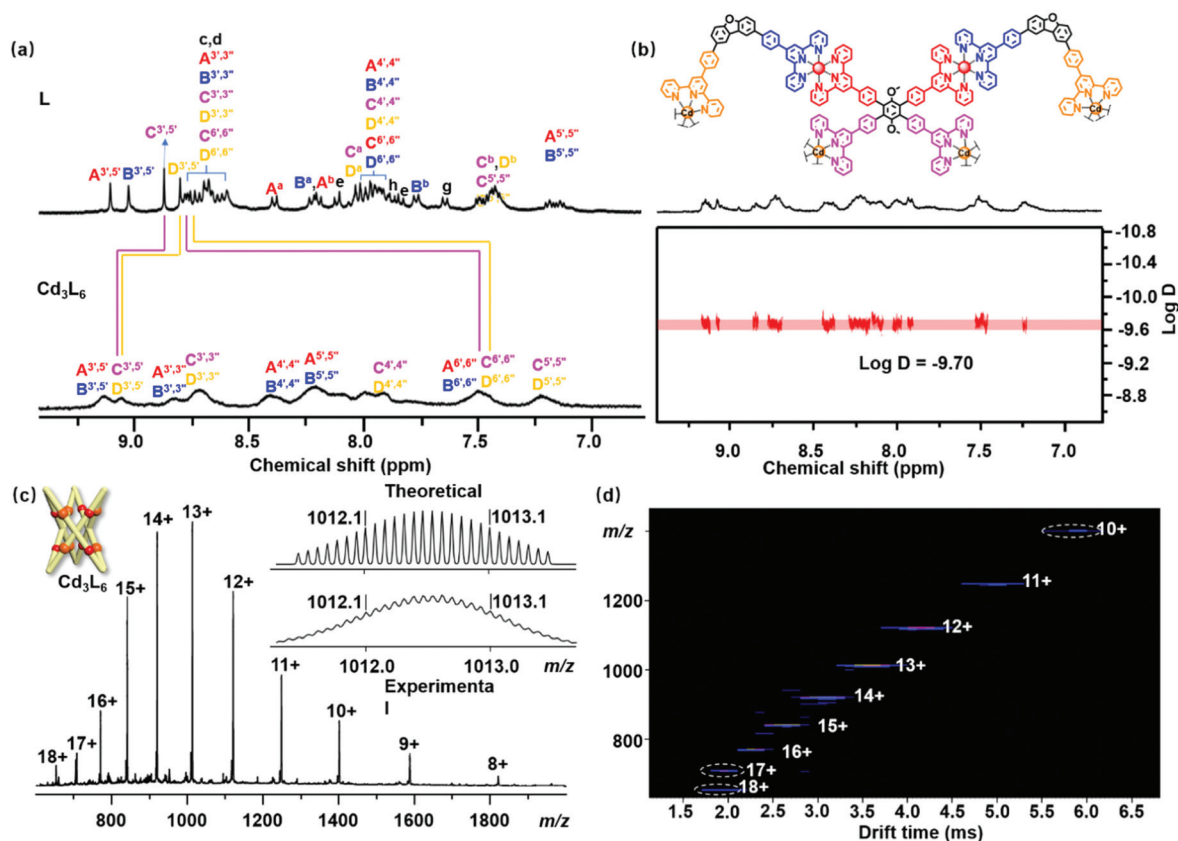 (a)
L
c,d
A3',3''
B3',3''
C3',3''
D3',3''
C6',6''
D6',6''
C3',5'
A3',5'
B3',5'
D3',5'
A4',4''
B4',4''
C4',4''
D4',4''
C6',6''
D6',6''
Aa
Ba, Ab
e
Ca
Da
h
e
Bb
g
Cb, Db
C5',5''
A5',5''
B5',5''
Cd3L6
A3',5'
B3',5'
C3',5'
D3',5'
A3',3''
B3',3''
C3',3''
D3',3''
A4',4''
B4',4''
A5',5''
B5',5''
C4',4''
D4',4''
A6',6''
B6',6''
C6',6''
D6',6''
C5',5''
D5',5''
9.0 8.5 8.0 7.5 7.0
Chemical shift (ppm)
(b)
Cd
Cd
Cd
Cd
-10.8
-10.4
-10.0
-9.6
-9.2
-8.8
Log D
Log D = -9.70
9.0 8.5 8.0 7.5 7.0
Chemical shift (ppm)
(c)
Cd3L6
18+ 17+ 16+ 15+ 14+ 13+ 12+ 11+ 10+ 9+ 8+
Theoretical
1012.1 1013.1
1012.1 1013.1
1012.0 1013.0 m/z
Experimenta
l
800 1000 1200 1400 1600 1800 m/z
(d)
m/z
1200
1000
800
10+
11+
12+
13+
14+
15+
16+
17+
18+
1.5 2.0 2.5 3.0 3.5 4.0 4.5 5.0 5.5 6.0 6.5
Drift time (ms)